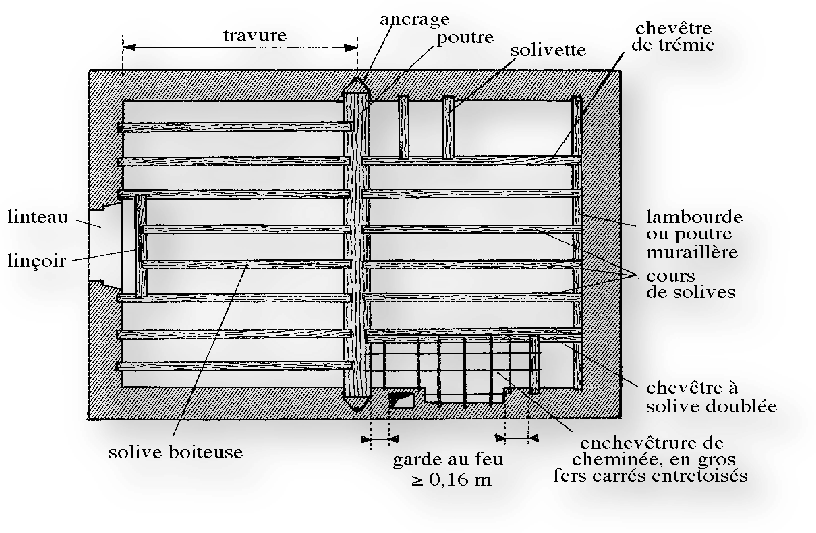 travure
ancrage
poutre
solivette
chevêtre
de trémie
linteau
linçoir
lambourde
ou poutre
muraillère
cours
de solives
chevêtre à
solive doublée
solive boiteuse
garde au feu
≥ 0,16 m
enchevêtrure de
cheminée, en gros
fers carrés entretoisés